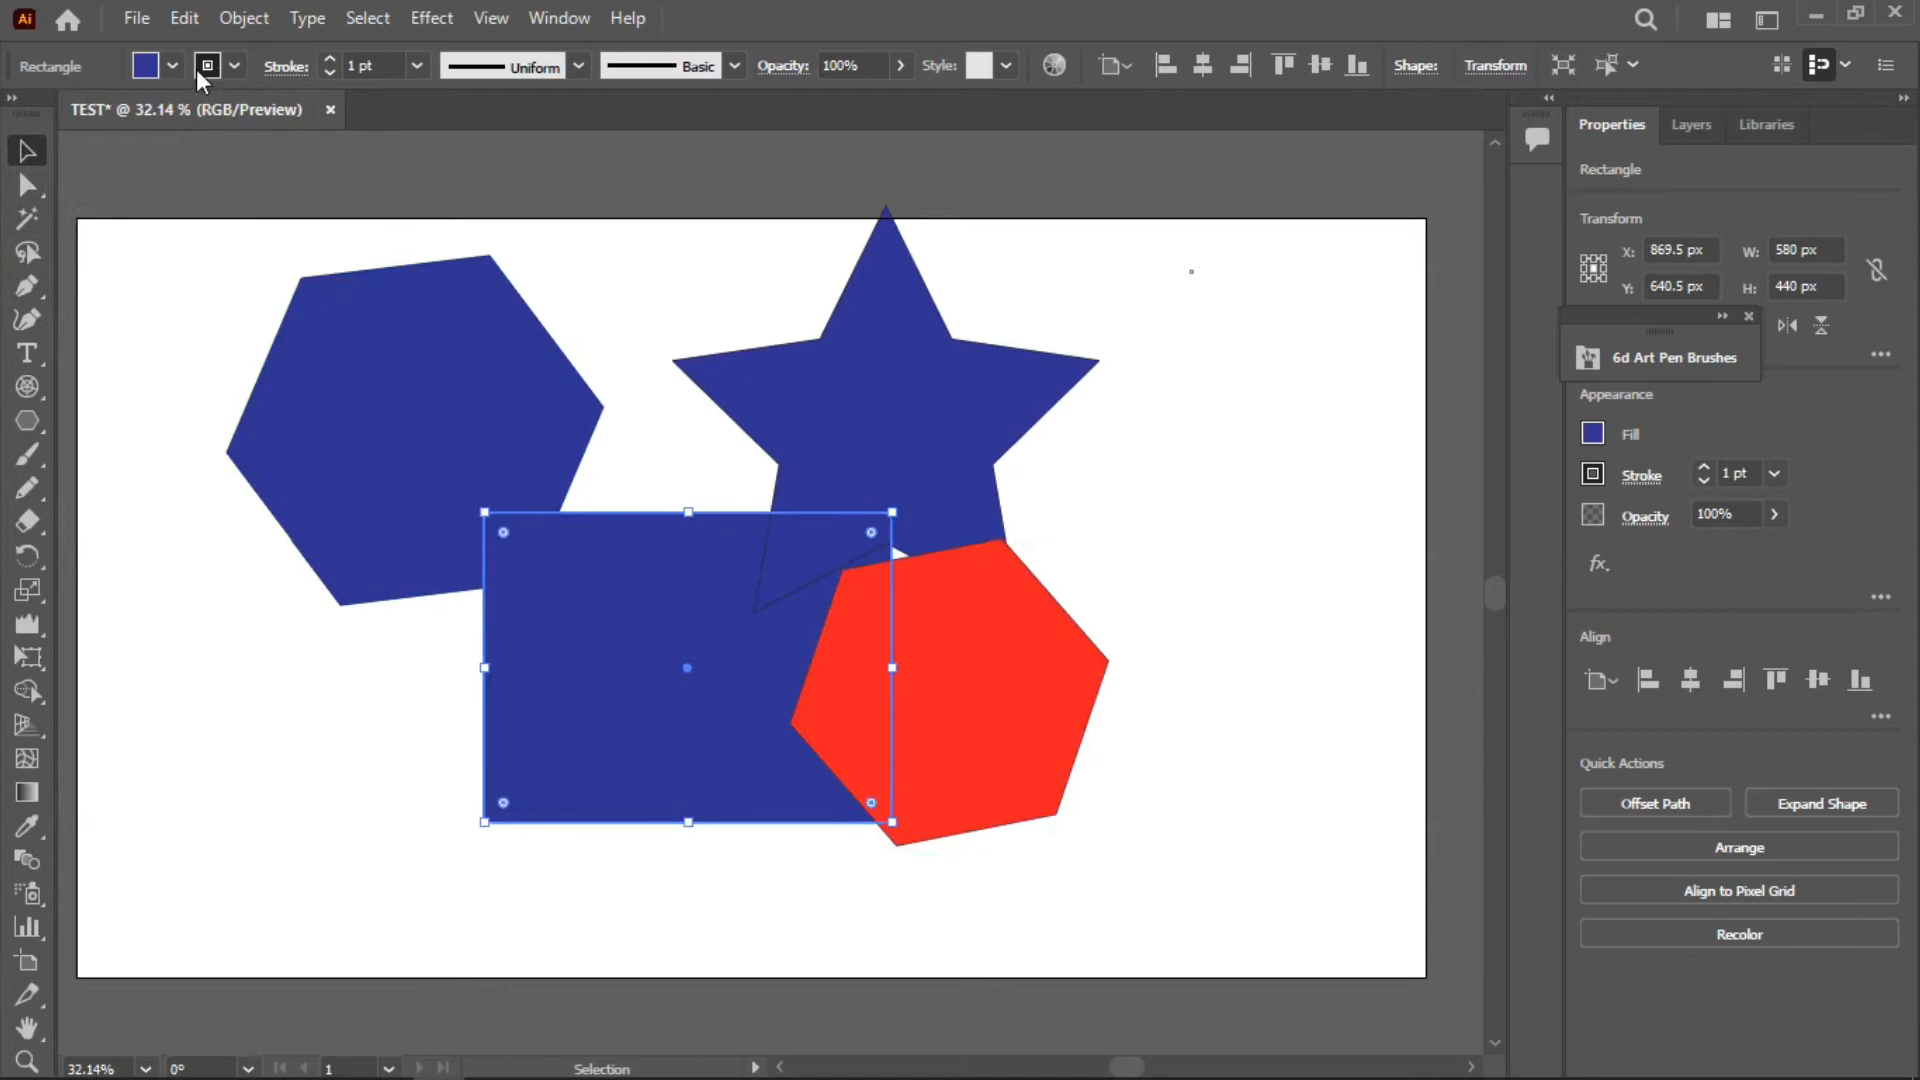 Ai File Edit Object Type Select Effect View Window Help
Rectangle Stroke: 1 pt Uniform Basic Opacity: 100% Style: Shape: Transform
TEST* @ 32.14 % (RGB/Preview) ×
Properties Layers Libraries
Rectangle
Transform
X: 869.5 px W: 580 px
Y: 640.5 px H: 440 px
6d Art Pen Brushes
Appearance
Fill
Stroke 1 pt
Opacity 100%
fx.
Align
Quick Actions
Offset Path Expand Shape
Arrange
Align to Pixel Grid
Recolor
32.14% 0° 1 Selection